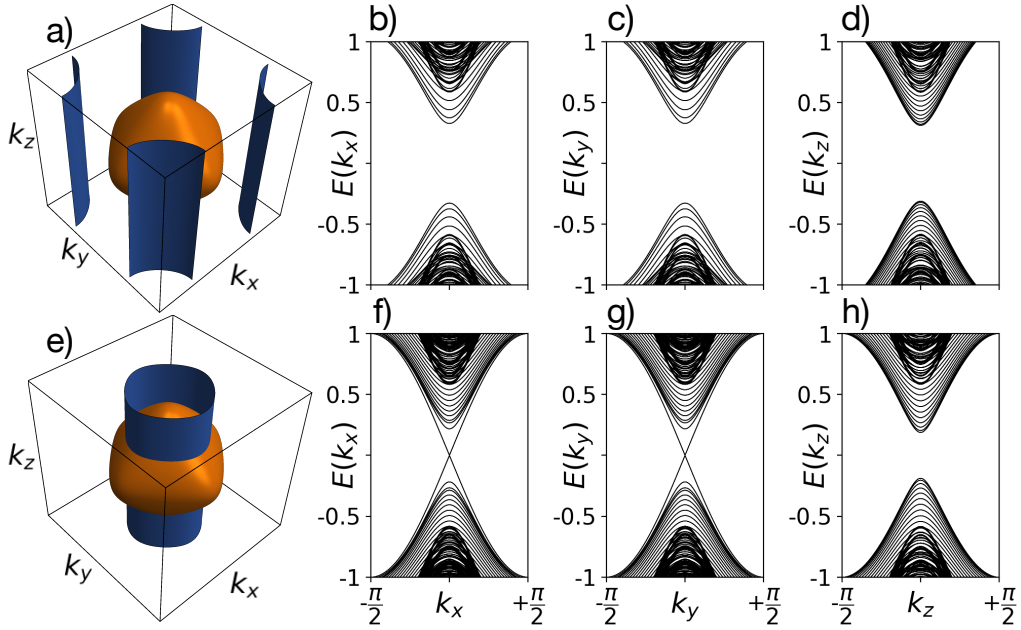 a)
k_z
k_y
k_x
b)
1
0.5
-0.5
-1
E(k_x)
c)
1
0.5
-0.5
-1
E(k_y)
d)
1
0.5
-0.5
-1
E(k_z)
e)
k_z
k_y
k_x
f)
1
0.5
-0.5
-1
E(k_x)
-π/2 k_x +π/2
g)
1
0.5
-0.5
-1
E(k_y)
-π/2 k_y +π/2
h)
1
0.5
-0.5
-1
E(k_z)
-π/2 k_z +π/2